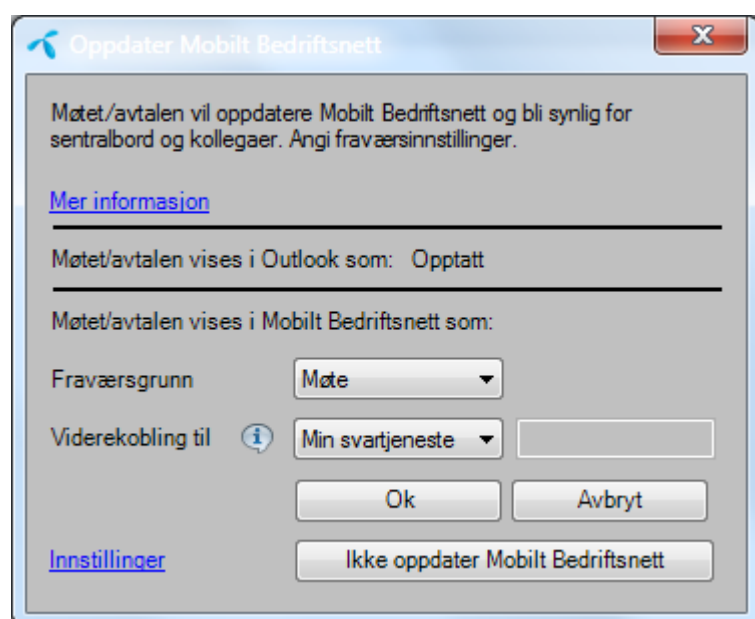 Oppdater Mobilt Bedriftsnett
Møtet/avtalen vil oppdatere Mobilt Bedriftsnett og bli synlig for
sentralbord og kollegaer. Angi fraværsinnstillinger.
Mer informasjon
Møtet/avtalen vises i Outlook som: Opptatt
Møtet/avtalen vises i Mobilt Bedriftsnett som:
Fraværsgrunn Møte
Viderekobling til Min svartjeneste
Ok Avbryt
Innstillinger Ikke oppdater Mobilt Bedriftsnett